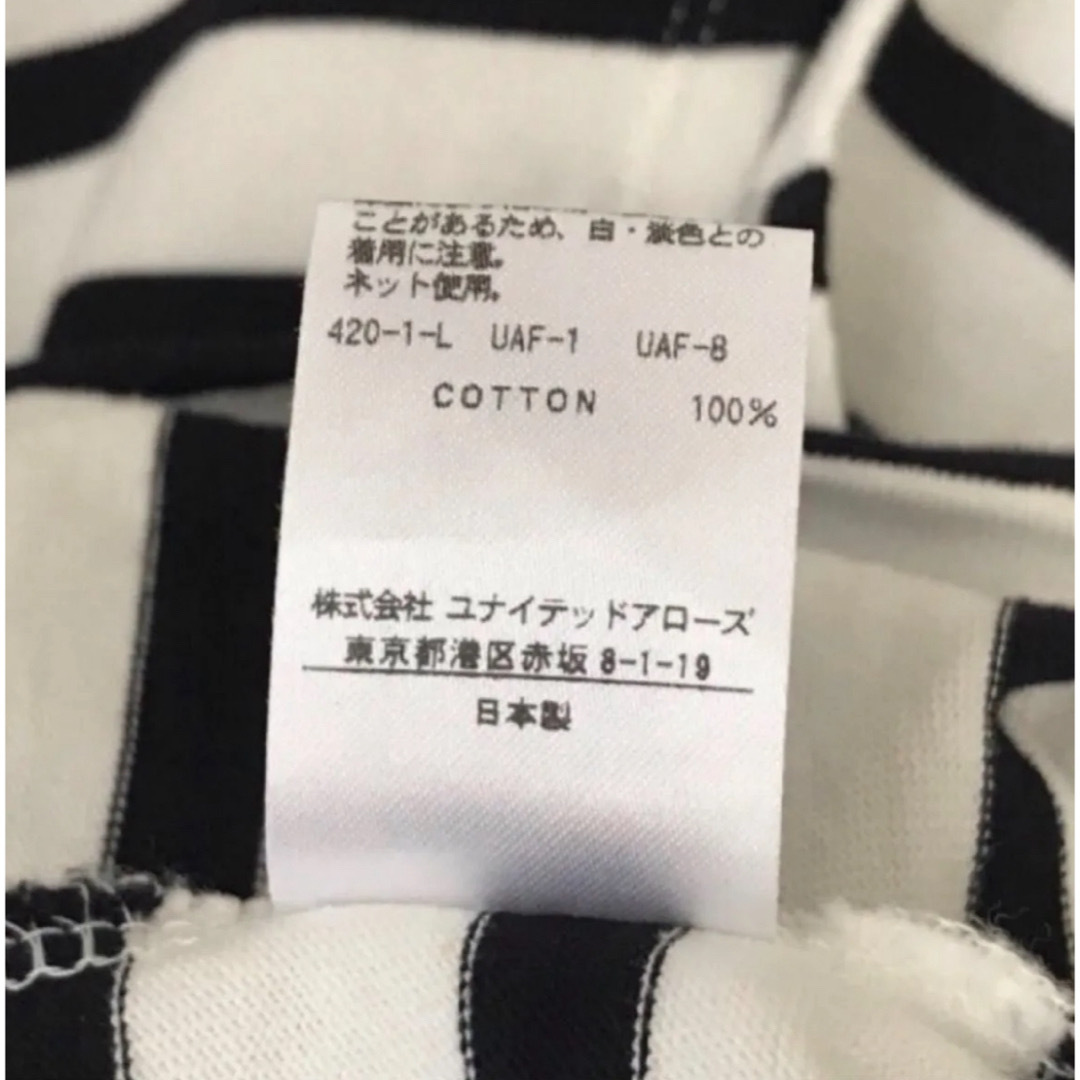 ことがあるため、白・淡色との
着用に注意。
ネット使用。
420-1-L UAF-1 UAF-8
COTTON 100%
株式会社 ユナイテッドアローズ
東京都港区赤坂 8-1-19
日本製